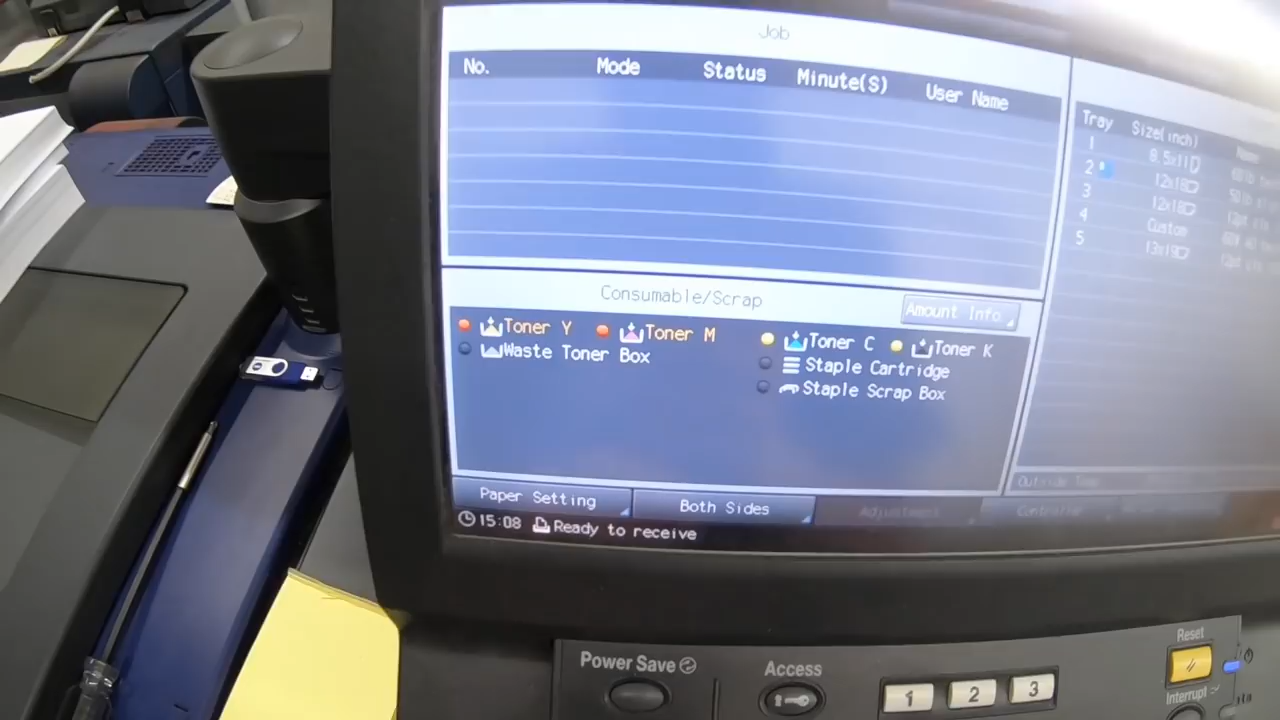 Job
No. Mode Status Minute(S) User Name
Tray Size(inch)
1 8.5x11
2 12x18
3 12x18
4 Custom
5 13x19
Consumable/Scrap
Amount Info.
Toner Y Toner M Toner C Toner K
Waste Toner Box Staple Cartridge
Staple Scrap Box
Paper Setting Both Sides Adjustment Controller
15:08 Ready to receive
Power Save Access
Reset
1 2 3
Interrupt